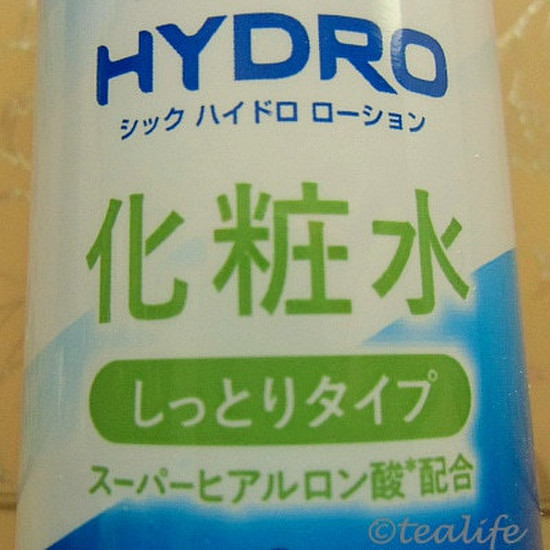 HYDRO
シック ハイドロ ローション
化粧水
しっとりタイプ
スーパーヒアルロン酸*配合
©tealife